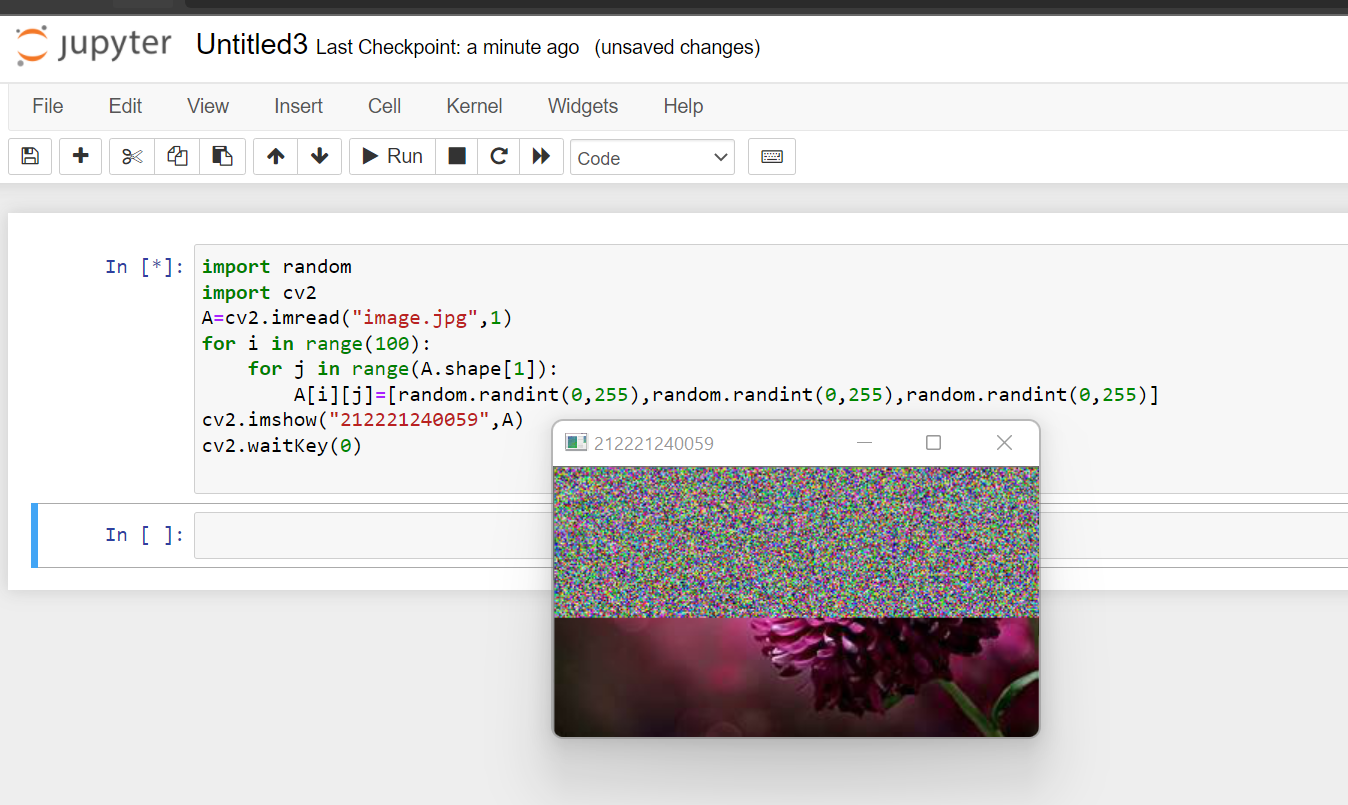 jupyter Untitled3 Last Checkpoint: a minute ago (unsaved changes)
File Edit View Insert Cell Kernel Widgets Help
Run Code
In [*]:
import random
import cv2
A=cv2.imread("image.jpg",1)
for i in range(100):
    for j in range(A.shape[1]):
        A[i][j]=[random.randint(0,255),random.randint(0,255),random.randint(0,255)]
cv2.imshow("212221240059",A)
cv2.waitKey(0)
212221240059
In [ ]: